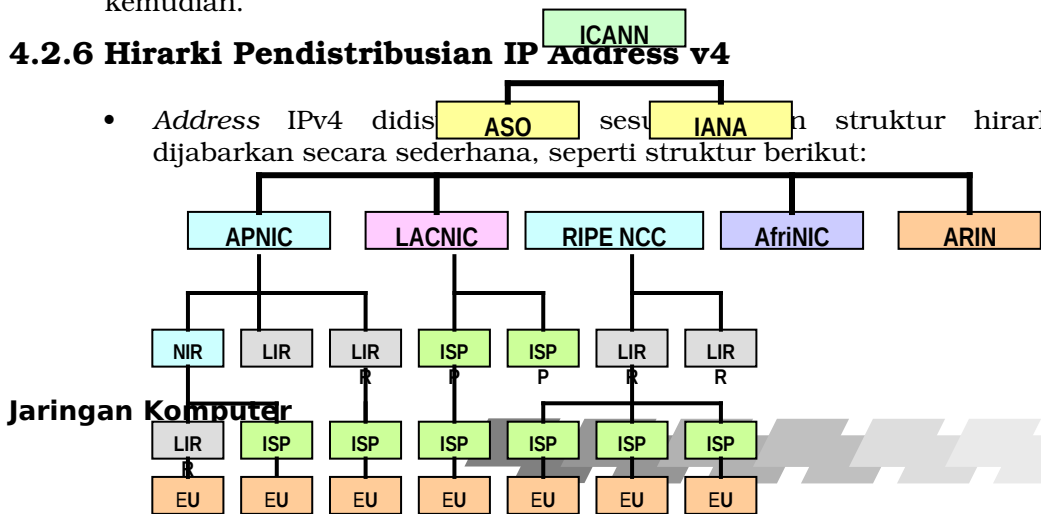 kemudian.
ICANN
4.2.6 Hirarki Pendistribusian IP Address v4
• Address IPv4 didis ASO sesu IANA n struktur hirark
dijabarkan secara sederhana, seperti struktur berikut:
APNIC LACNIC RIPE NCC AfriNIC ARIN
NIR LIR LIR ISP ISP LIR LIR
R P P R R
Jaringan Komputer
LIR ISP ISP ISP ISP ISP ISP
R
EU EU EU EU EU EU EU